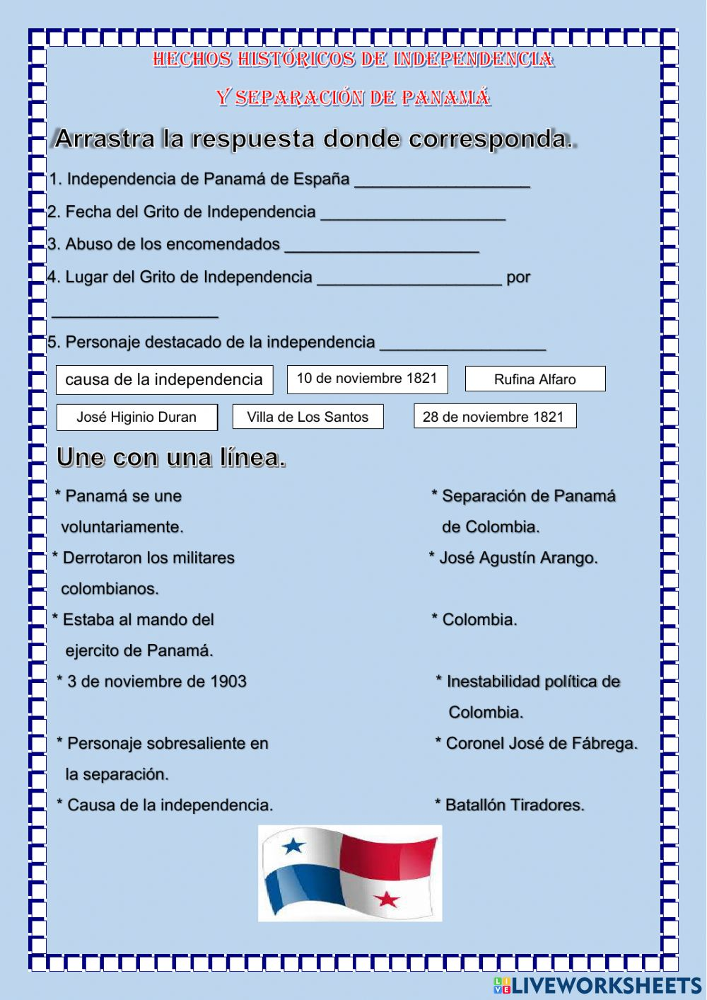 HECHOS HISTÓRICOS DE INDEPENDENCIA
Y SEPARACIÓN DE PANAMÁ
Arrastra la respuesta donde corresponda.
1. Independencia de Panamá de España ___________________
2. Fecha del Grito de Independencia ____________________
3. Abuso de los encomendados _____________________
4. Lugar del Grito de Independencia ____________________ por
__________________
5. Personaje destacado de la independencia __________________
causa de la independencia 10 de noviembre 1821 Rufina Alfaro
José Higinio Duran Villa de Los Santos 28 de noviembre 1821
Une con una línea.
* Panamá se une * Separación de Panamá
voluntariamente. de Colombia.
* Derrotaron los militares * José Agustín Arango.
colombianos.
* Estaba al mando del * Colombia.
ejercito de Panamá.
* 3 de noviembre de 1903 * Inestabilidad política de
Colombia.
* Personaje sobresaliente en * Coronel José de Fábrega.
la separación.
* Causa de la independencia. * Batallón Tiradores.
LIVE LIVEWORKSHEETS